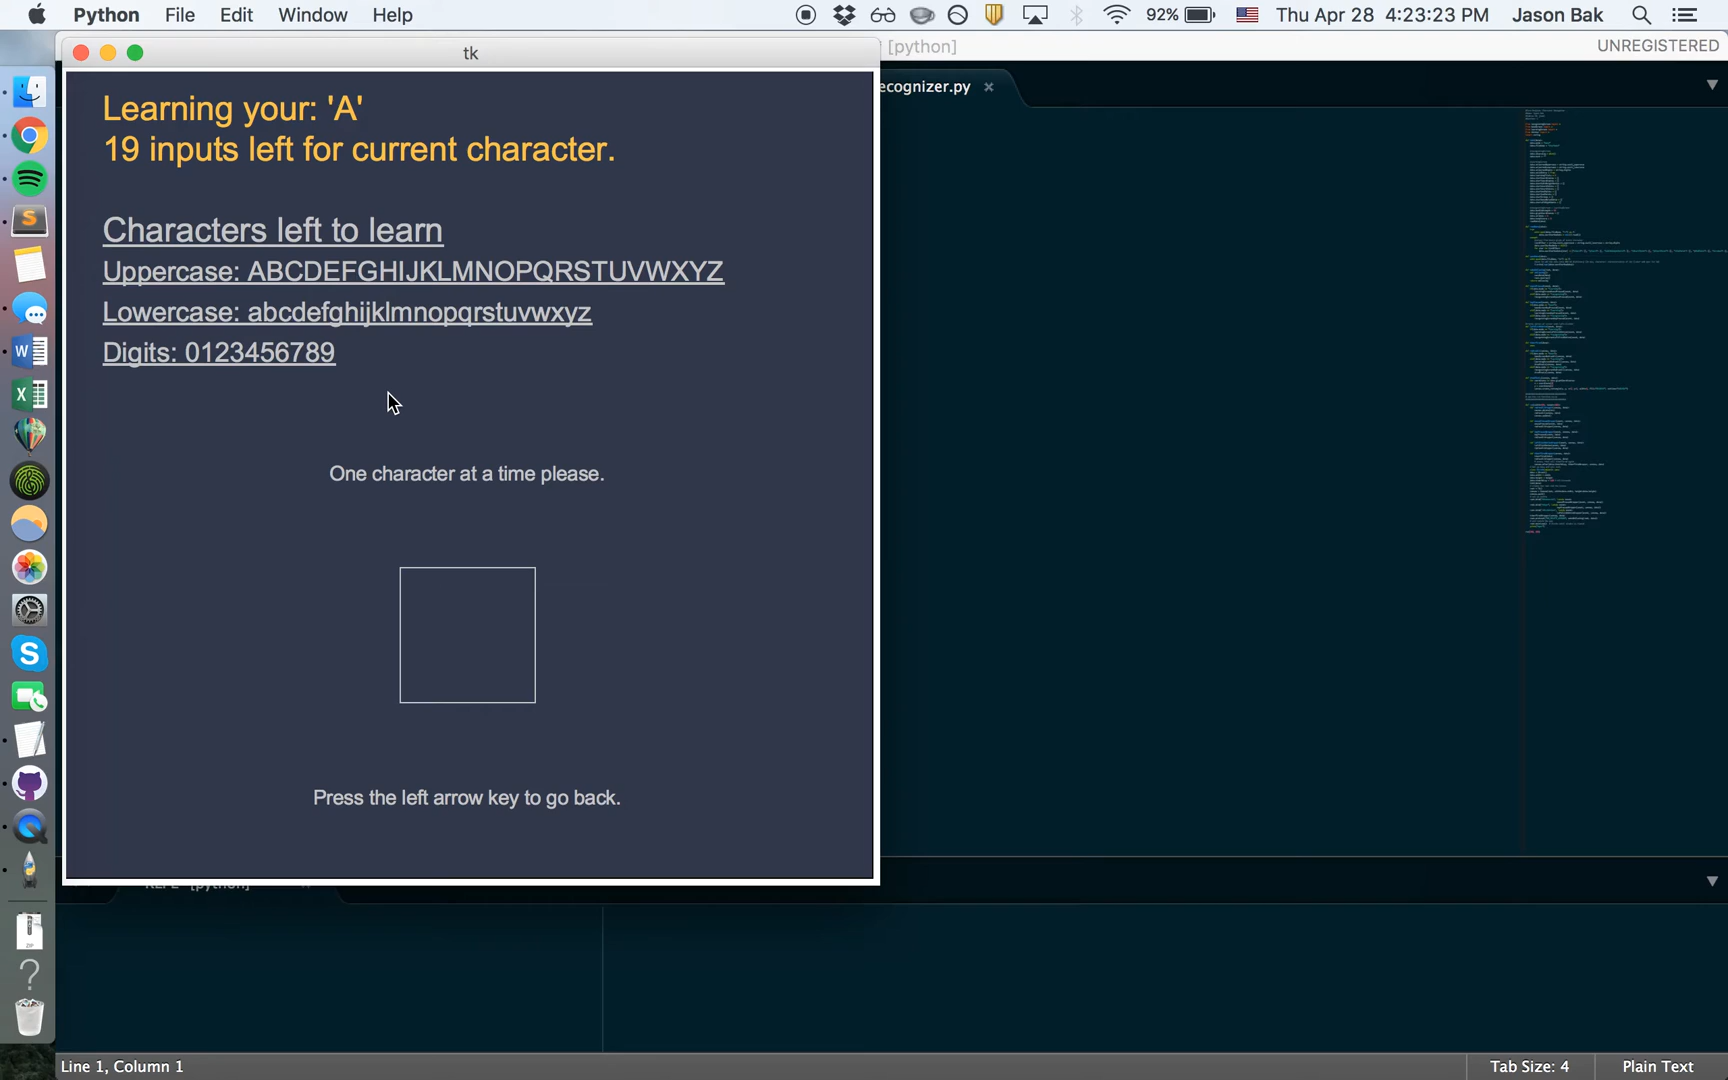 Python File Edit Window Help 92% Thu Apr 28 4:23:23 PM Jason Bak
tk
[python] UNREGISTERED
ecognizer.py
Learning your: 'A'
19 inputs left for current character.
Characters left to learn
Uppercase: ABCDEFGHIJKLMNOPQRSTUVWXYZ
Lowercase: abcdefghijklmnopqrstuvwxyz
Digits: 0123456789
One character at a time please.
Press the left arrow key to go back.
[python]
Line 1, Column 1 Tab Size: 4 Plain Text